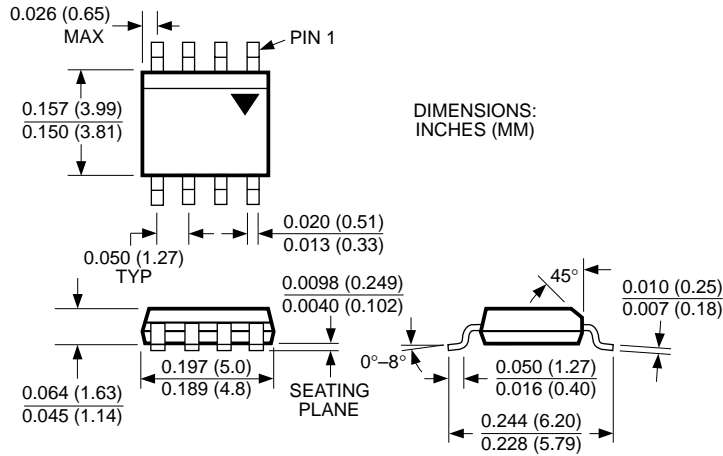 0.026 (0.65)
MAX
PIN 1
0.157 (3.99)
0.150 (3.81)
DIMENSIONS:
INCHES (MM)
0.050 (1.27)
TYP
0.020 (0.51)
0.013 (0.33)
0.0098 (0.249)
0.0040 (0.102)
45°
0.010 (0.25)
0.007 (0.18)
0°–8°
0.064 (1.63)
0.045 (1.14)
0.197 (5.0)
0.189 (4.8)
SEATING
PLANE
0.050 (1.27)
0.016 (0.40)
0.244 (6.20)
0.228 (5.79)